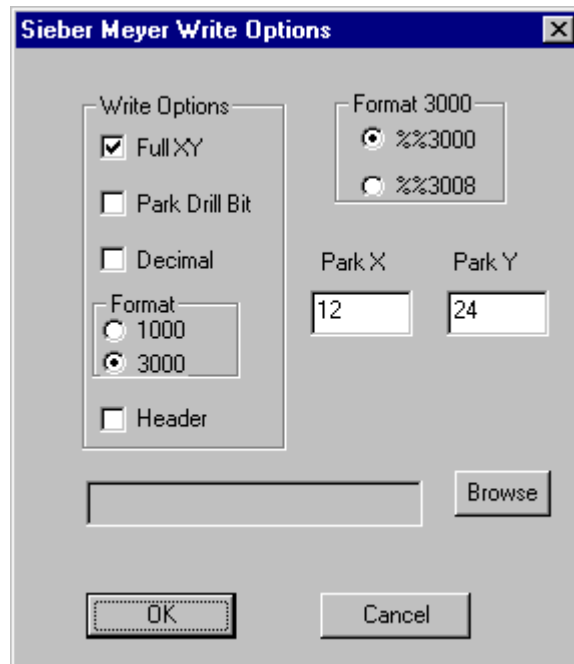 Sieber Meyer Write Options
Write Options
Full XY
Park Drill Bit
Decimal
Format
1000
3000
Header
Format 3000
%%3000
%%3008
Park X
Park Y
12
24
Browse
OK
Cancel